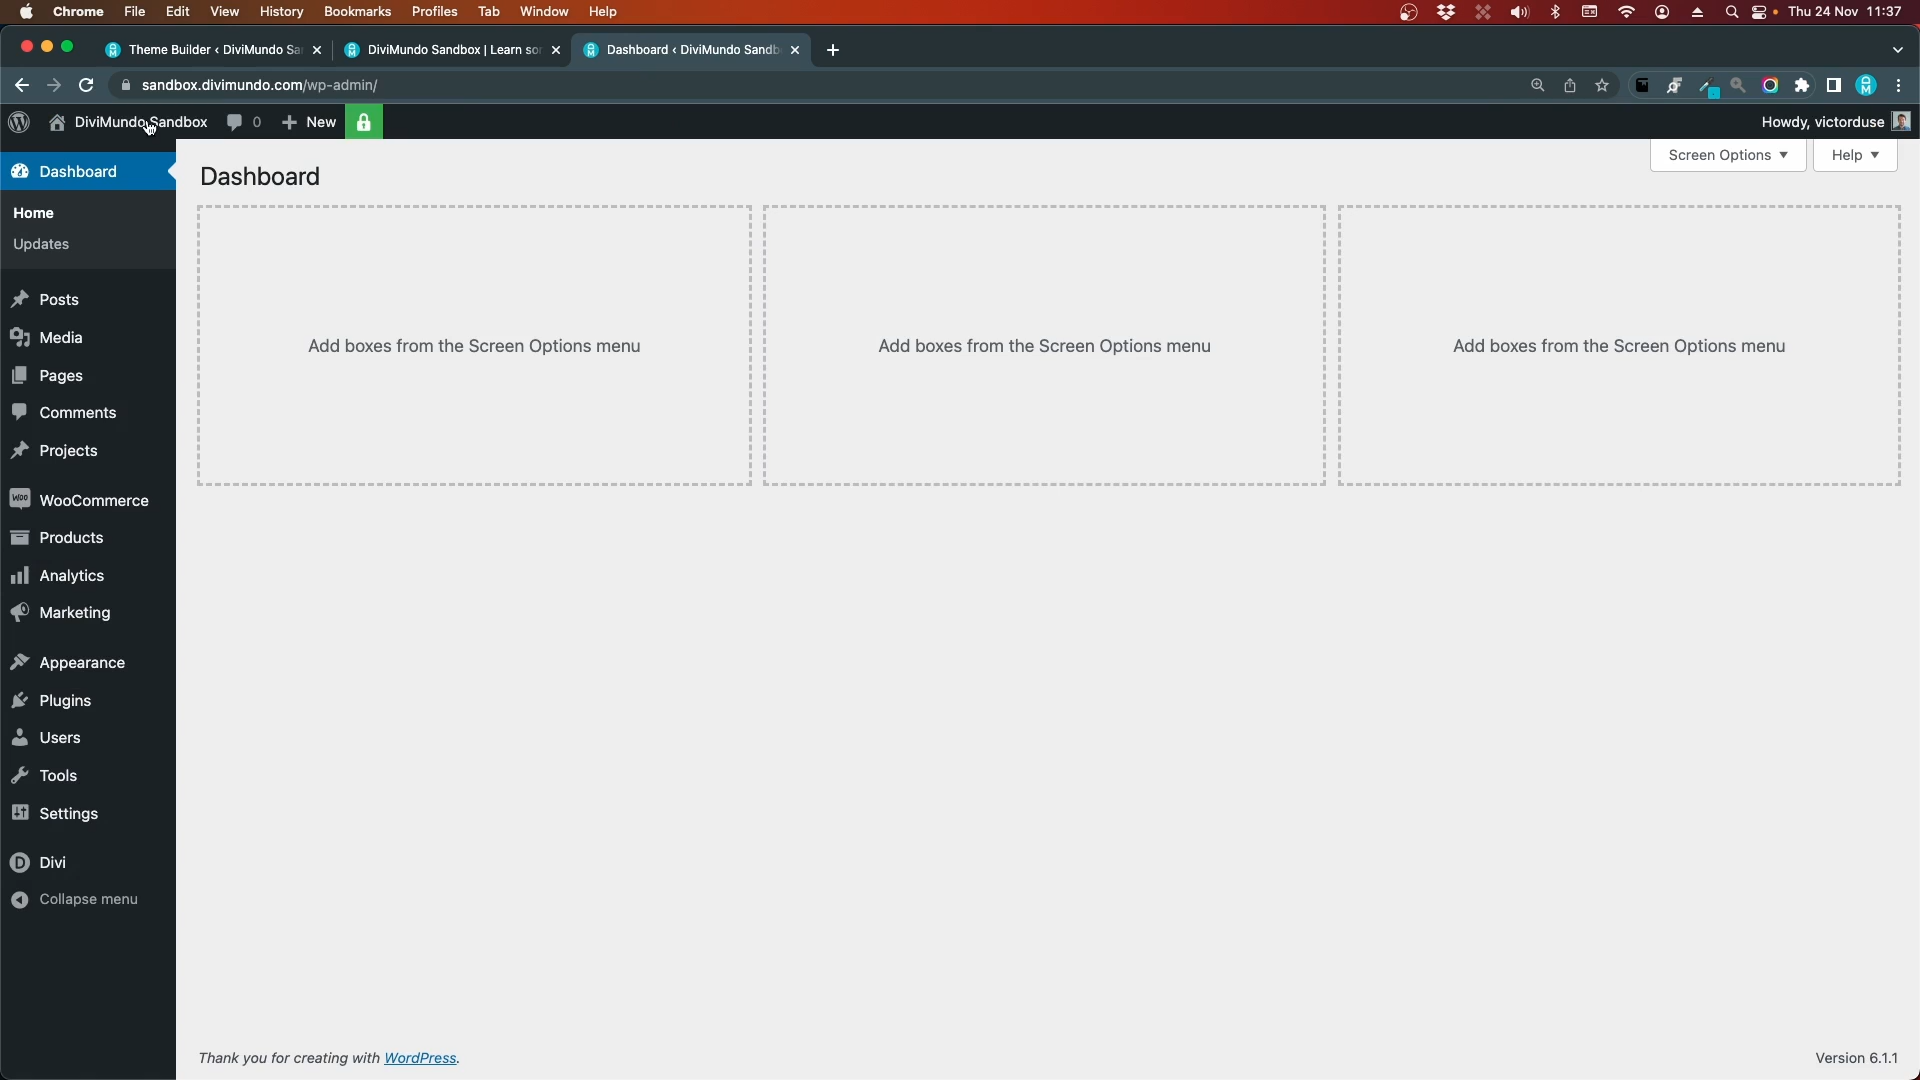 Chrome File Edit View History Bookmarks Profiles Tab Window Help Thu 24 Nov 11:37
Theme Builder ‹ DiviMundo Sa DiviMundo Sandbox | Learn sor Dashboard ‹ DiviMundo Sandb
sandbox.divimundo.com/wp-admin/
DiviMundo Sandbox 0 New Howdy, victorduse
Dashboard
Home
Updates
Posts
Media
Pages
Comments
Projects
WooCommerce
Products
Analytics
Marketing
Appearance
Plugins
Users
Tools
Settings
Divi
Collapse menu
Screen Options Help
Dashboard
Add boxes from the Screen Options menu Add boxes from the Screen Options menu Add boxes from the Screen Options menu
Thank you for creating with WordPress. Version 6.1.1